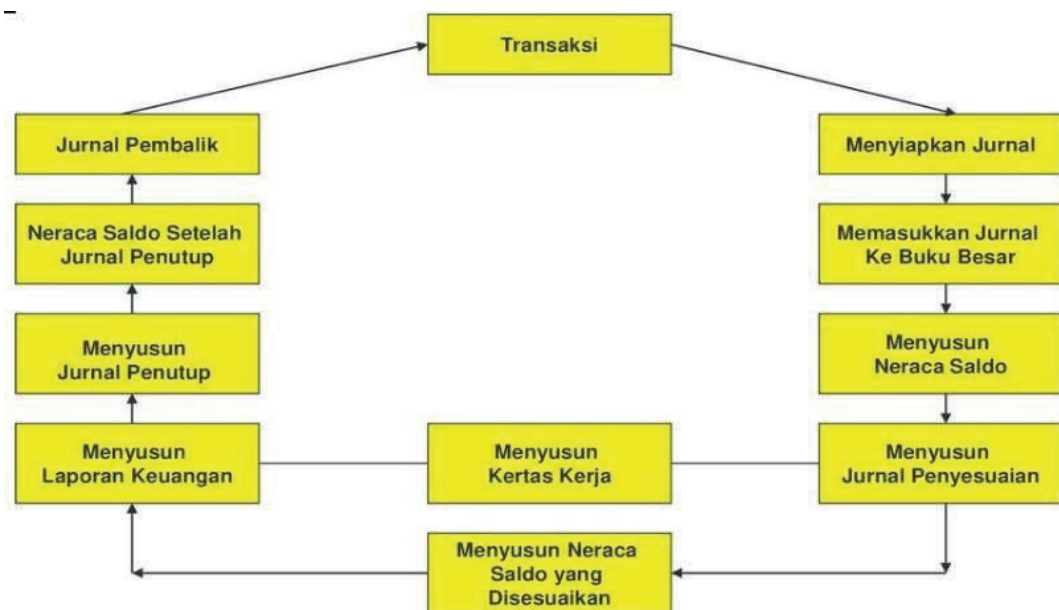 Transaksi
Menyiapkan Jurnal
Memasukkan Jurnal
Ke Buku Besar
Menyusun
Neraca Saldo
Menyusun
Jurnal Penyesuaian
Menyusun
Kertas Kerja
Menyusun Neraca
Saldo yang
Disesuaikan
Menyusun
Laporan Keuangan
Menyusun
Jurnal Penutup
Neraca Saldo Setelah
Jurnal Penutup
Jurnal Pembalik